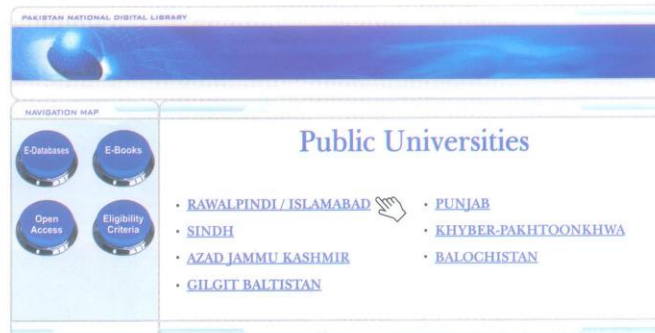 PAKISTAN NATIONAL DIGITAL LIBRARY
NAVIGATION MAP
E-Databases
E-Books
Open
Access
Eligibility
Criteria
Public Universities
• RAWALPINDI / ISLAMABAD
• SINDH
• AZAD JAMMU KASHMIR
• GILGIT BALTISTAN
• PUNJAB
• KHYBER-PAKHTOONKHWA
• BALOCHISTAN